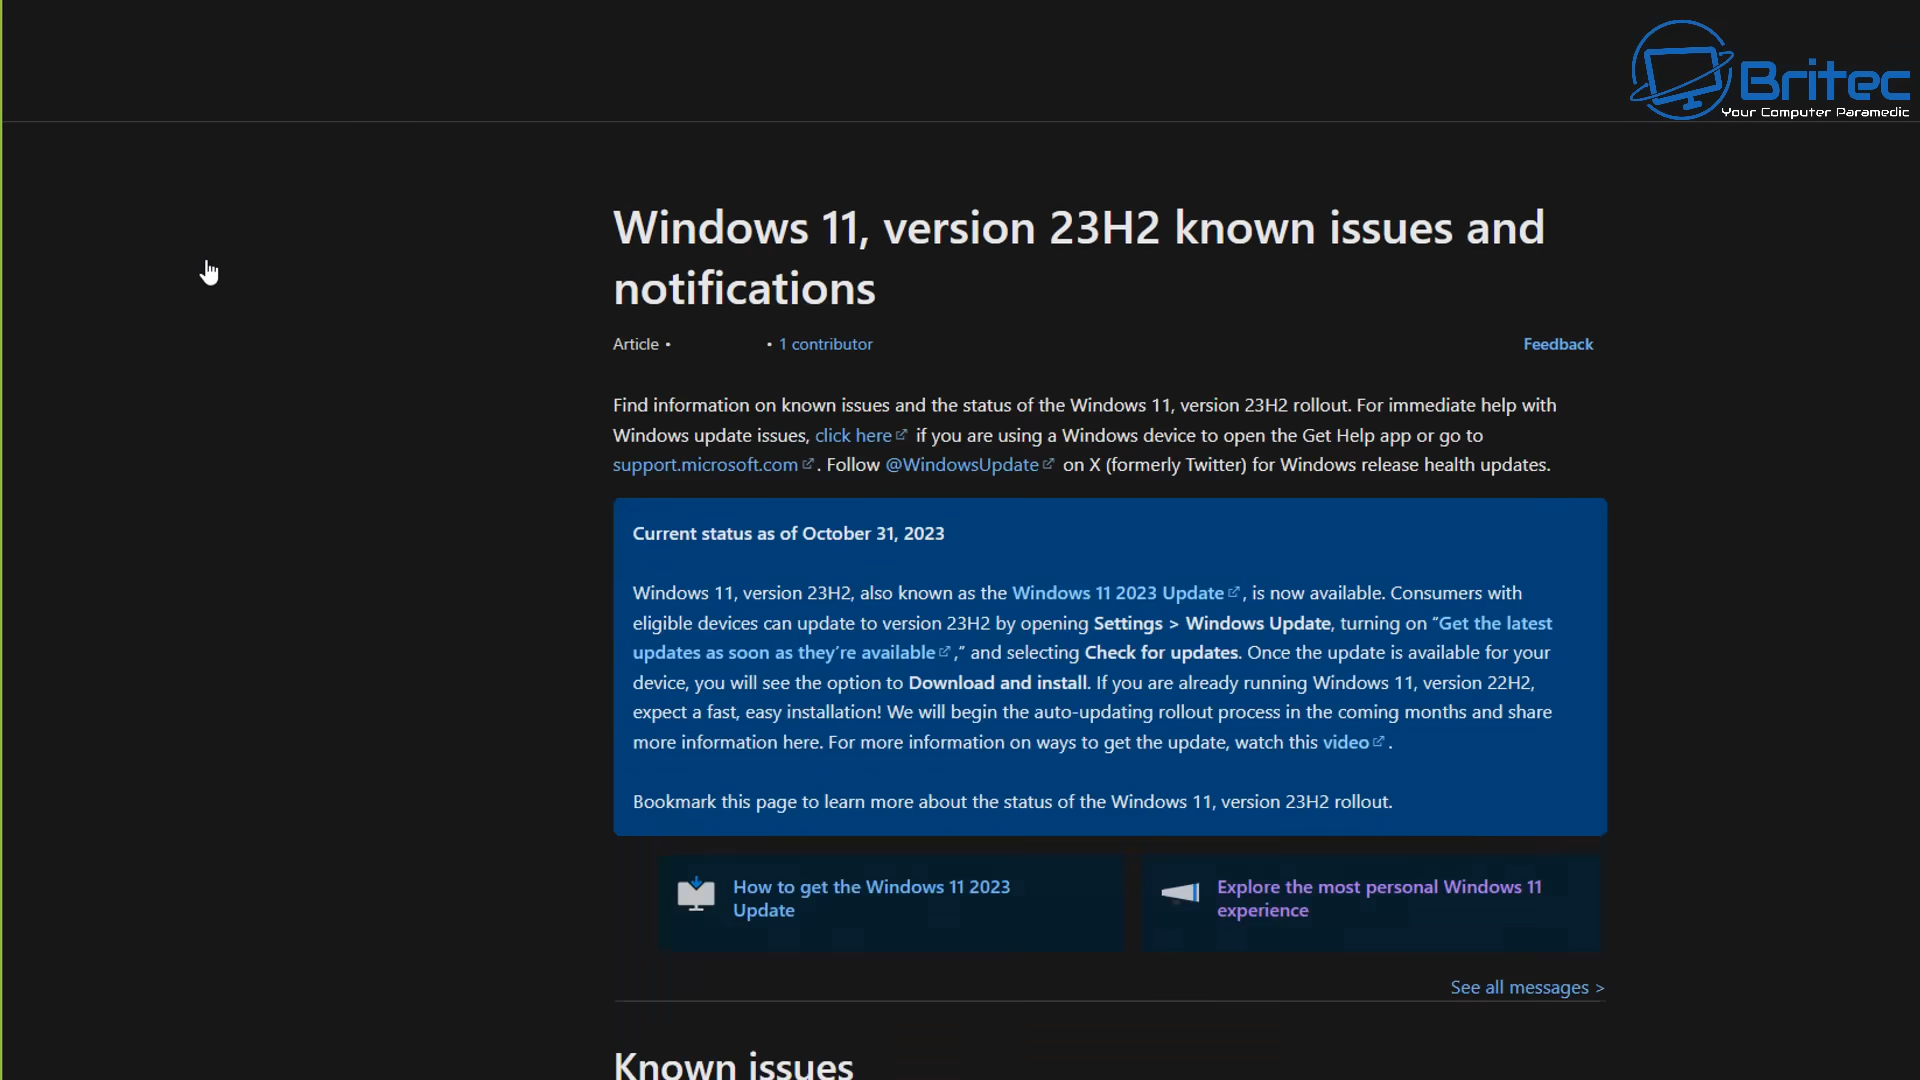 Britec
Your Computer Paramedic
Windows 11, version 23H2 known issues and
notifications
Article •
• 1 contributor
Feedback
Find information on known issues and the status of the Windows 11, version 23H2 rollout. For immediate help with
Windows update issues, click here if you are using a Windows device to open the Get Help app or go to
support.microsoft.com . Follow @WindowsUpdate on X (formerly Twitter) for Windows release health updates.
Current status as of October 31, 2023
Windows 11, version 23H2, also known as the Windows 11 2023 Update , is now available. Consumers with
eligible devices can update to version 23H2 by opening Settings > Windows Update, turning on “Get the latest
updates as soon as they’re available ,” and selecting Check for updates. Once the update is available for your
device, you will see the option to Download and install. If you are already running Windows 11, version 22H2,
expect a fast, easy installation! We will begin the auto-updating rollout process in the coming months and share
more information here. For more information on ways to get the update, watch this video .
Bookmark this page to learn more about the status of the Windows 11, version 23H2 rollout.
How to get the Windows 11 2023
Update
Explore the most personal Windows 11
experience
See all messages >
Known issues